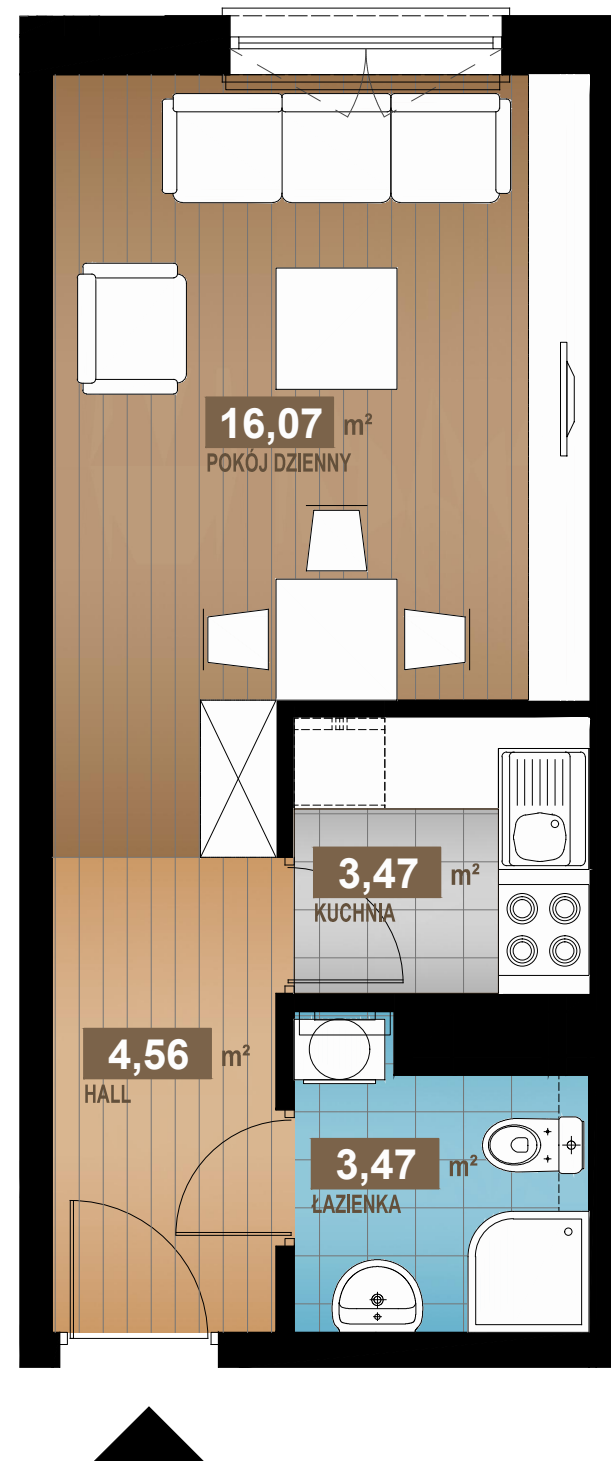 16,07 m²
POKÓJ DZIENNY
3,47 m²
KUCHNIA
4,56 m²
HALL
3,47 m²
ŁAZIENKA